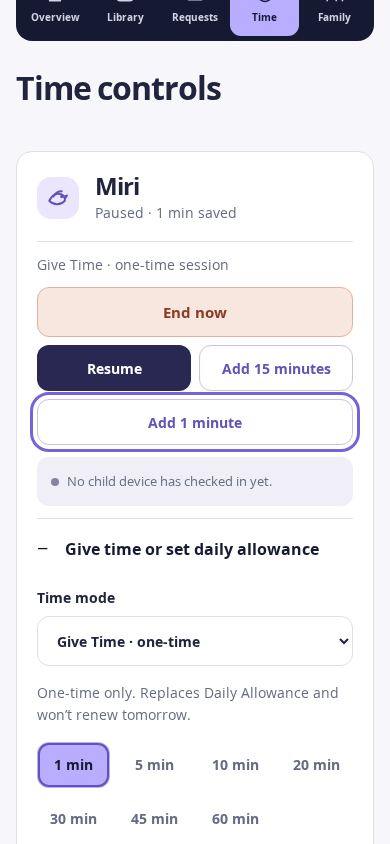 Overview Library Requests Time Family
Time controls
Miri
Paused · 1 min saved
Give Time · one-time session
End now
Resume Add 15 minutes
Add 1 minute
No child device has checked in yet.
– Give time or set daily allowance
Time mode
Give Time · one-time
One-time only. Replaces Daily Allowance and
won’t renew tomorrow.
1 min 5 min 10 min 20 min
30 min 45 min 60 min